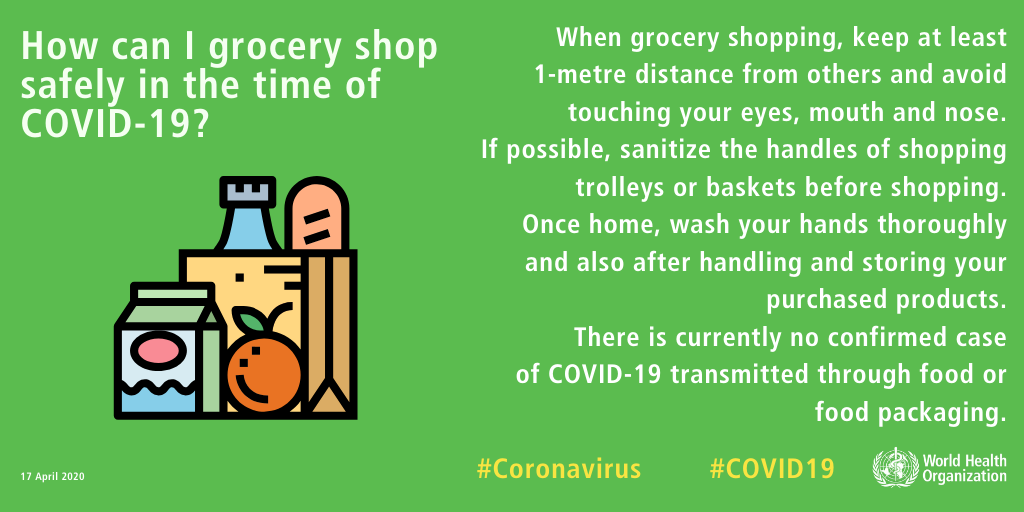 How can I grocery shop
safely in the time of
COVID-19?
When grocery shopping, keep at least
1-metre distance from others and avoid
touching your eyes, mouth and nose.
If possible, sanitize the handles of shopping
trolleys or baskets before shopping.
Once home, wash your hands thoroughly
and also after handling and storing your
purchased products.
There is currently no confirmed case
of COVID-19 transmitted through food or
food packaging.
17 April 2020
#Coronavirus
#COVID19
World Health
Organization